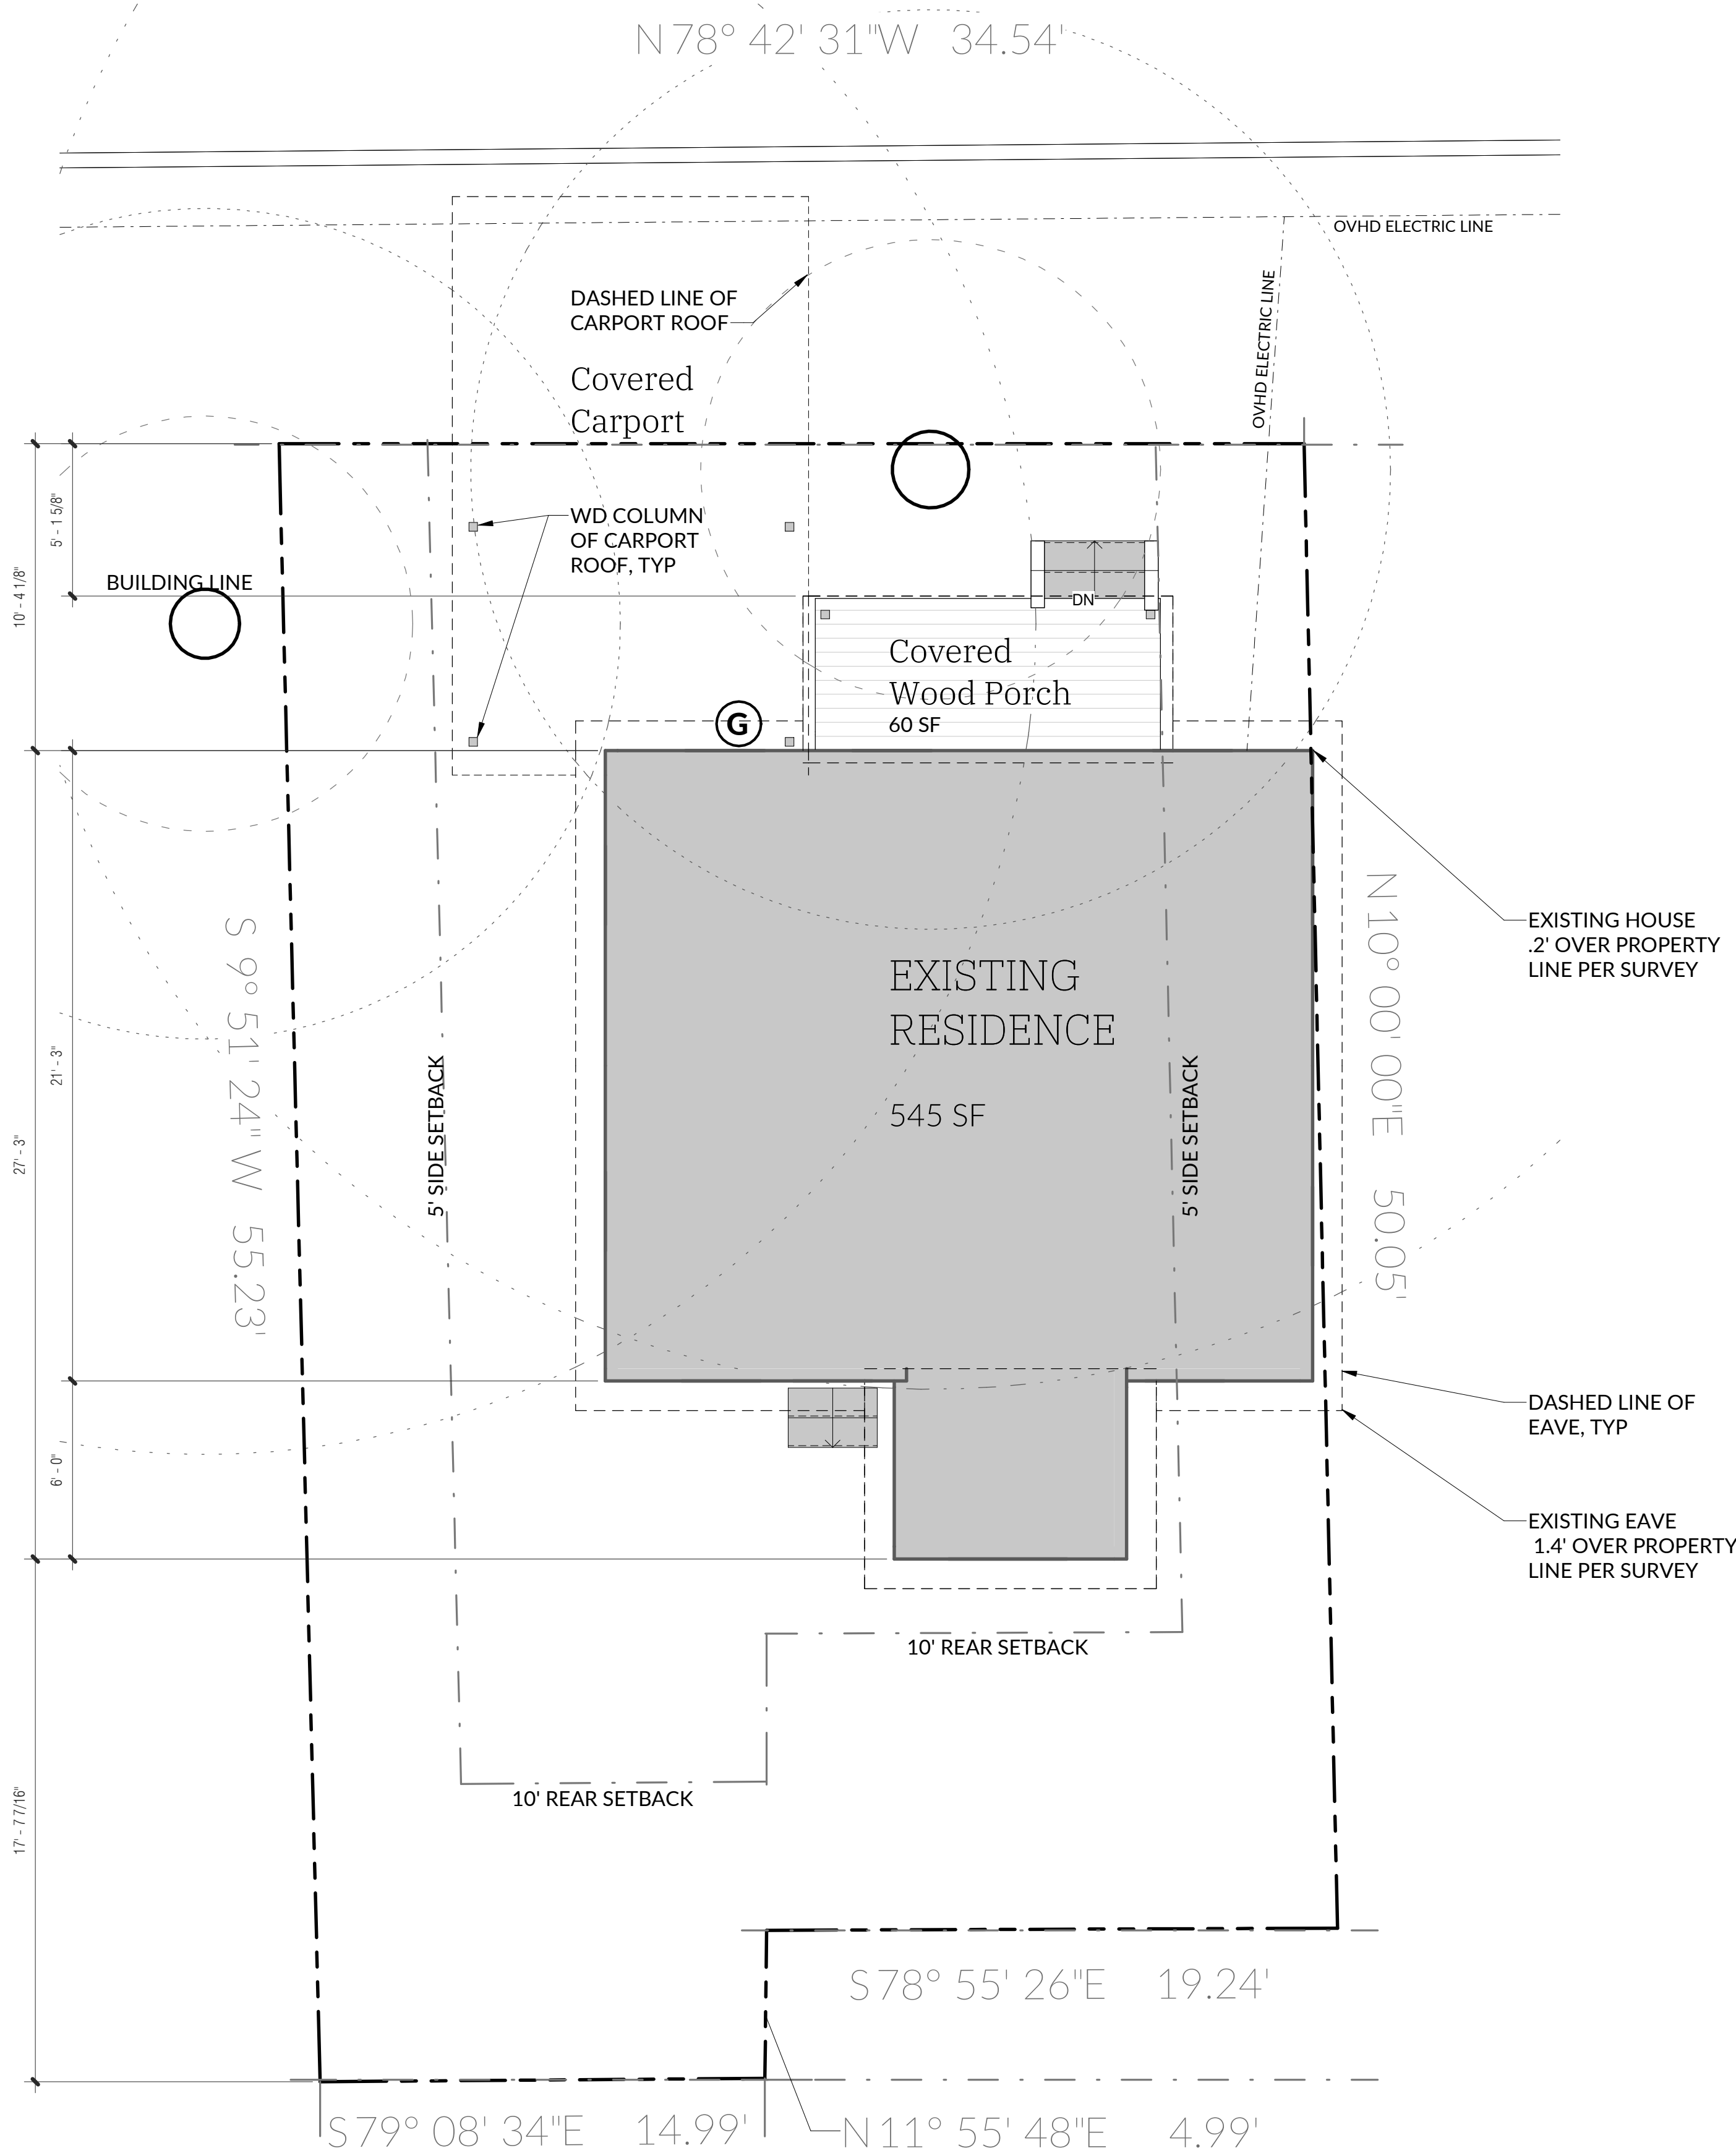 N 78° 42' 31"W 34.54'
OVHD ELECTRIC LINE
OVHD ELECTRIC LINE
DASHED LINE OF
CARPORT ROOF
Covered
Carport
5' - 1 5/8"
10' - 4 1/8"
WD COLUMN
OF CARPORT
ROOF, TYP
BUILDING LINE
DN
Covered
Wood Porch
60 SF
G
EXISTING HOUSE
.2' OVER PROPERTY
LINE PER SURVEY
S 9° 51' 24" W 55.23'
N 10° 00' 00"E 50.05'
EXISTING
RESIDENCE
545 SF
21' - 3"
27' - 3"
5' SIDE SETBACK
5' SIDE SETBACK
DASHED LINE OF
EAVE, TYP
6' - 0"
EXISTING EAVE
1.4' OVER PROPERTY
LINE PER SURVEY
10' REAR SETBACK
10' REAR SETBACK
17' - 7 7/16"
S 78° 55' 26"E 19.24'
S 79° 08' 34"E 14.99'
N 11° 55' 48"E 4.99'